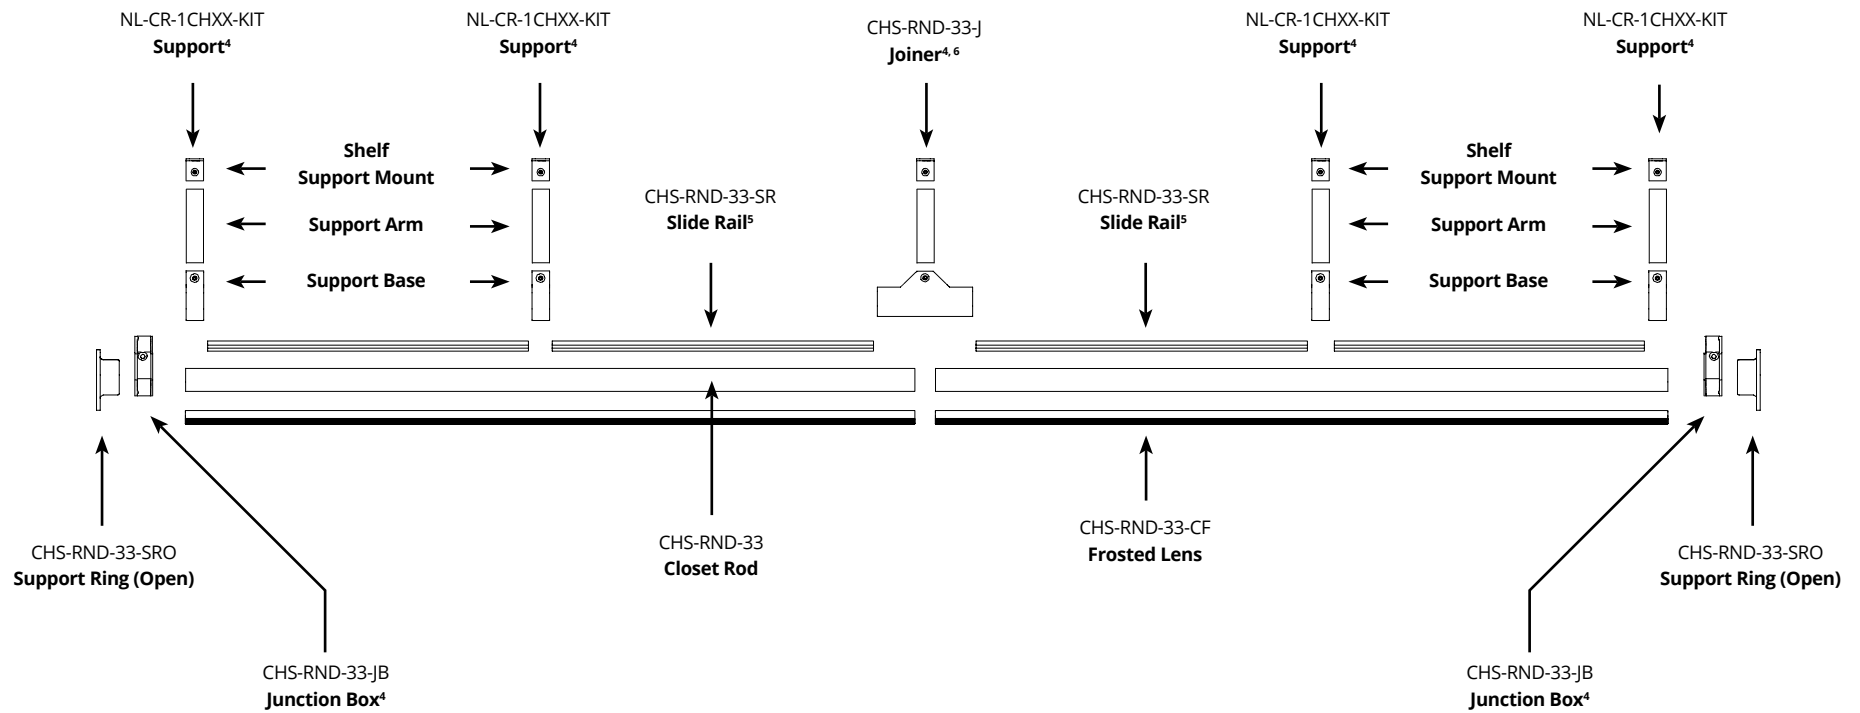 NL-CR-1CHXX-KIT
Support⁴
NL-CR-1CHXX-KIT
Support⁴
CHS-RND-33-J
Joiner⁴˒ ⁶
NL-CR-1CHXX-KIT
Support⁴
NL-CR-1CHXX-KIT
Support⁴
Shelf
Support Mount
Support Arm
Support Base
CHS-RND-33-SR
Slide Rail⁵
CHS-RND-33-SR
Slide Rail⁵
Shelf
Support Mount
Support Arm
Support Base
CHS-RND-33-SRO
Support Ring (Open)
CHS-RND-33
Closet Rod
CHS-RND-33-CF
Frosted Lens
CHS-RND-33-SRO
Support Ring (Open)
CHS-RND-33-JB
Junction Box⁴
CHS-RND-33-JB
Junction Box⁴